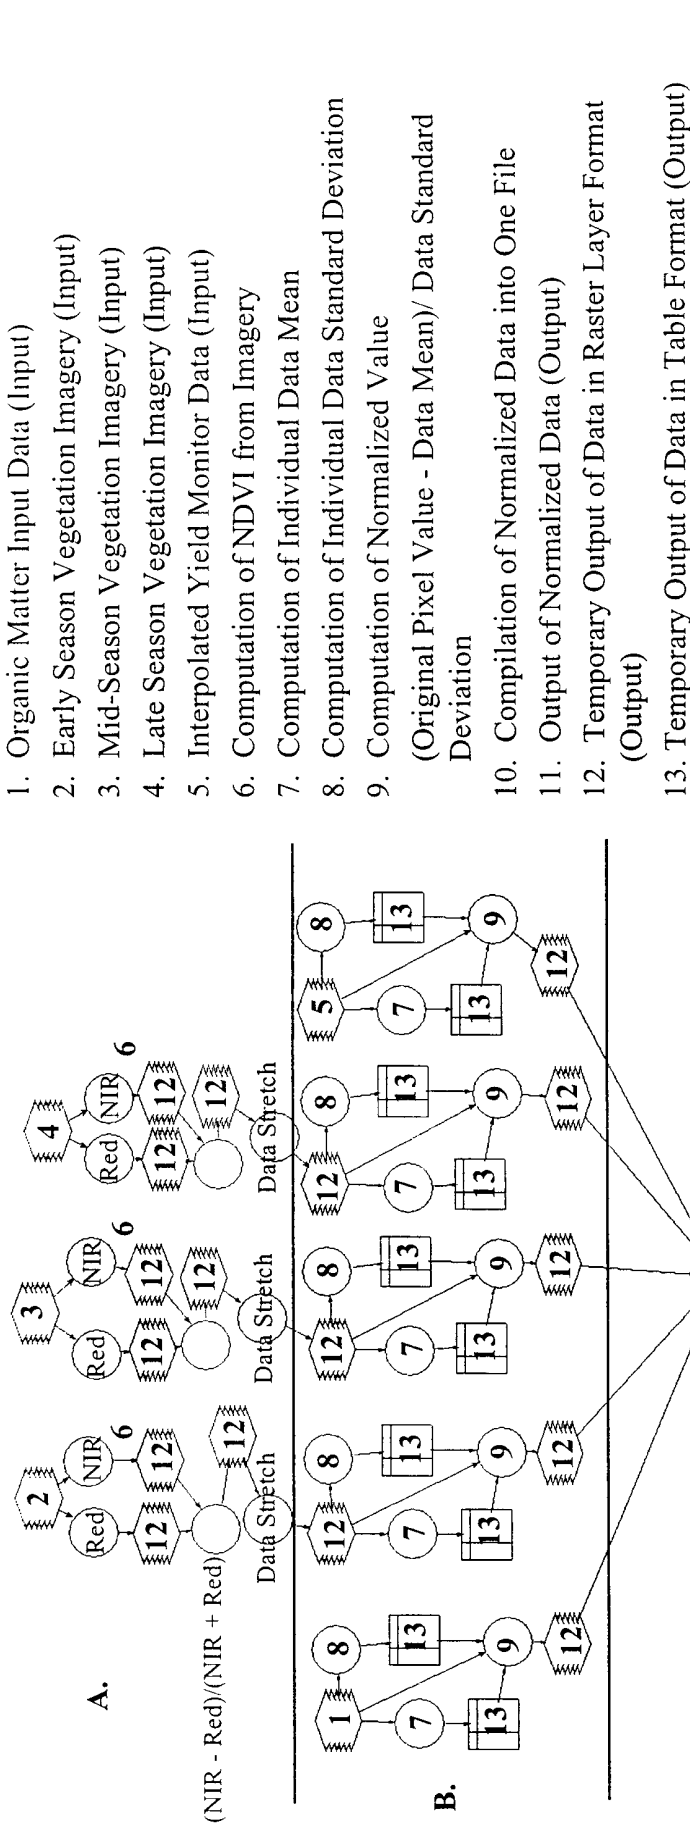 1. Organic Matter Input Data (Input)
2. Early Season Vegetation Imagery (Input)
3. Mid-Season Vegetation Imagery (Input)
4. Late Season Vegetation Imagery (Input)
5. Interpolated Yield Monitor Data (Input)
6. Computation of NDVI from Imagery
7. Computation of Individual Data Mean
8. Computation of Individual Data Standard Deviation
9. Computation of Normalized Value
(Original Pixel Value - Data Mean)/ Data Standard
Deviation
10. Compilation of Normalized Data into One File
11. Output of Normalized Data (Output)
12. Temporary Output of Data in Raster Layer Format
(Output)
13. Temporary Output of Data in Table Format (Output)
A.
2
3
4
Red
NIR
6
Red
NIR
6
Red
NIR
6
12
12
12
12
12
12
12
12
12
(NIR - Red)/(NIR + Red)
Data Stretch
Data Stretch
Data Stretch
B.
1
8
12
8
12
8
12
8
5
8
7
13
7
13
7
13
7
13
7
13
13
9
13
9
13
9
13
9
13
9
12
12
12
12
12